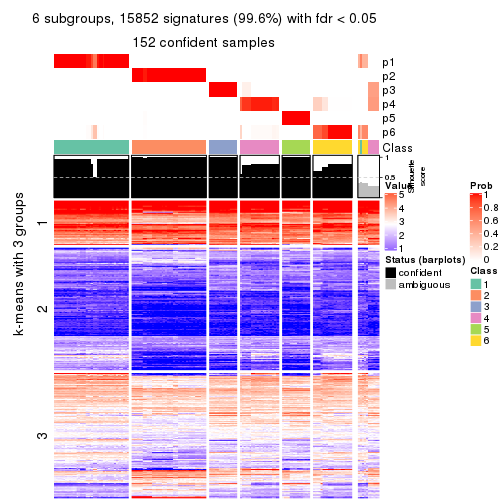 6 subgroups, 15852 signatures (99.6%) with fdr < 0.05
152 confident samples
p1
p2
p3
p4
p5
p6
Class
1
0.5
0
Silhouette
score
k-means with 3 groups
1
2
3
Value
5
4
3
2
1
Status (barplots)
confident
ambiguous
Prob
1
0.8
0.6
0.4
0.2
0
Class
1
2
3
4
5
6